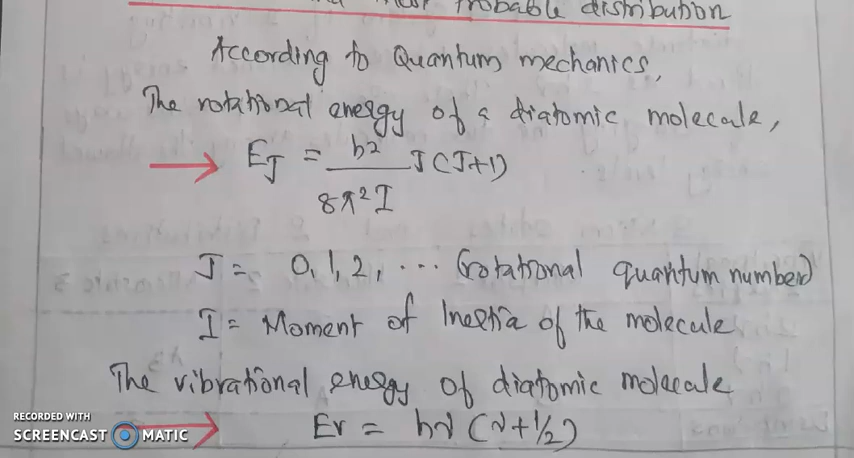 Probable distribution
According to Quantum mechanics,
The rotational energy of a diatomic molecule,
→ E_J = h² / 8π²I J(J+1)
J = 0, 1, 2, ... (rotational quantum number)
I = Moment of Inertia of the molecule
The vibrational energy of diatomic molecule
→ Ev = hν (ν+1/2)
RECORDED WITH
SCREENCAST MATIC